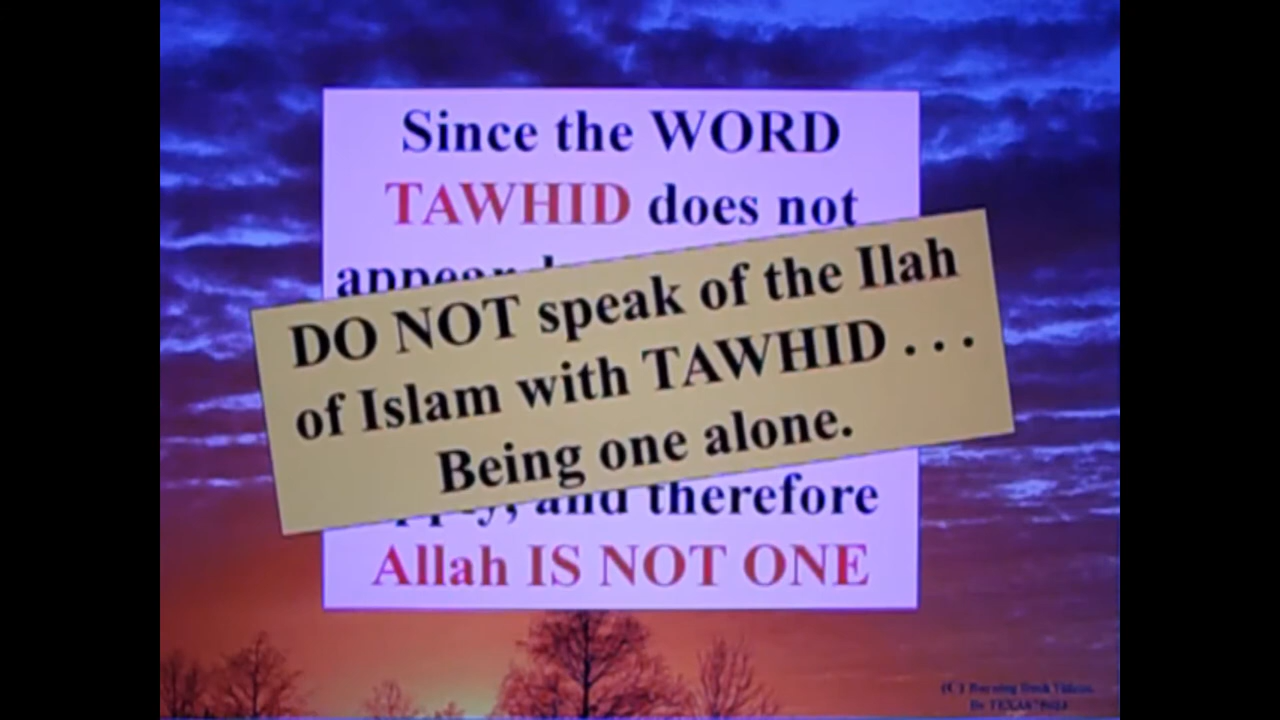 Since the WORD
TAWHID does not
appear
DO NOT speak of the Ilah
of Islam with TAWHID . . .
Being one alone.
and therefore
Allah IS NOT ONE